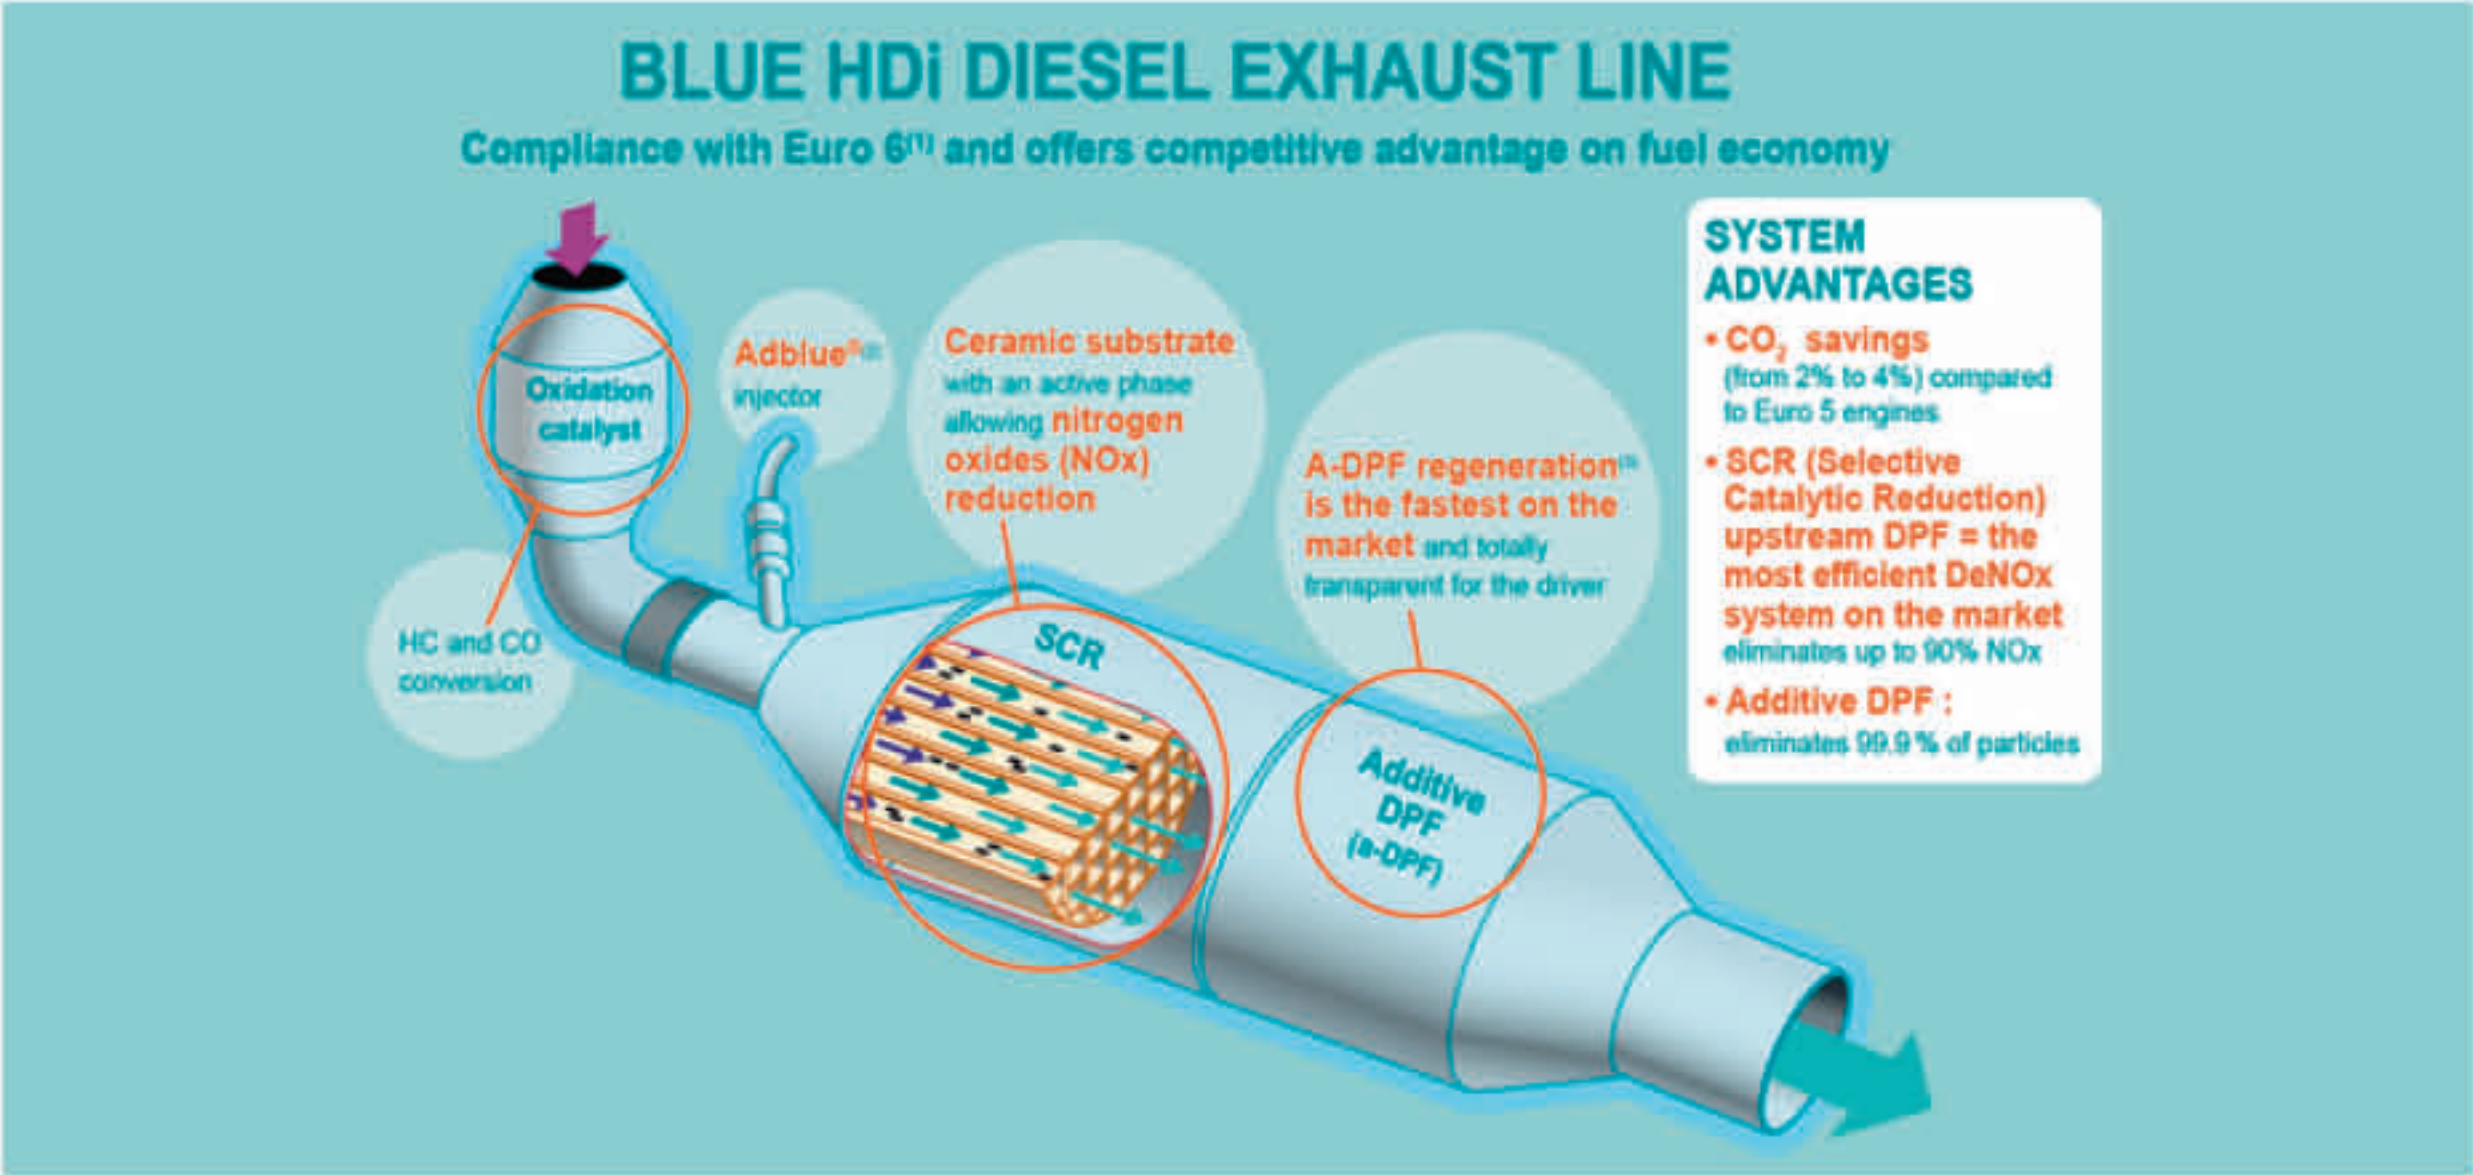 BLUE HDi DIESEL EXHAUST LINE
Compliance with Euro 6(1) and offers competitive advantage on fuel economy
Oxidation
catalyst
HC and CO
conversion
Adblue®
injector
Ceramic substrate
with an active phase
allowing nitrogen
oxides (NOx)
reduction
SCR
A-DPF regeneration
is the fastest on the
market and totally
transparent for the driver
Additive
DPF
(a-DPF)
SYSTEM
ADVANTAGES
• CO₂ savings
(from 2% to 4%) compared
to Euro 5 engines
• SCR (Selective
Catalytic Reduction)
upstream DPF = the
most efficient DeNOx
system on the market
eliminates up to 90% NOx
• Additive DPF :
eliminates 99.9 % of particles